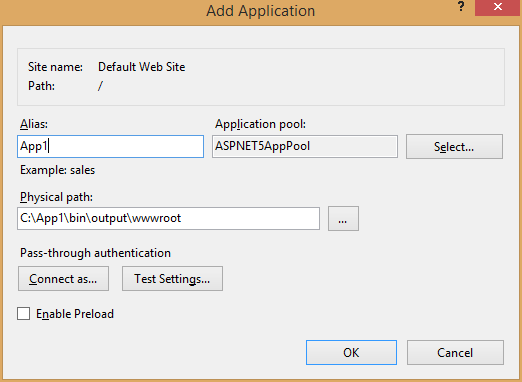 Add Application
?
x
Site name: Default Web Site
Path: /
Alias: Application pool:
App1 ASPNET5AppPool Select...
Example: sales
Physical path:
C:\App1\bin\output\wwwroot ...
Pass-through authentication
Connect as... Test Settings...
Enable Preload
OK Cancel